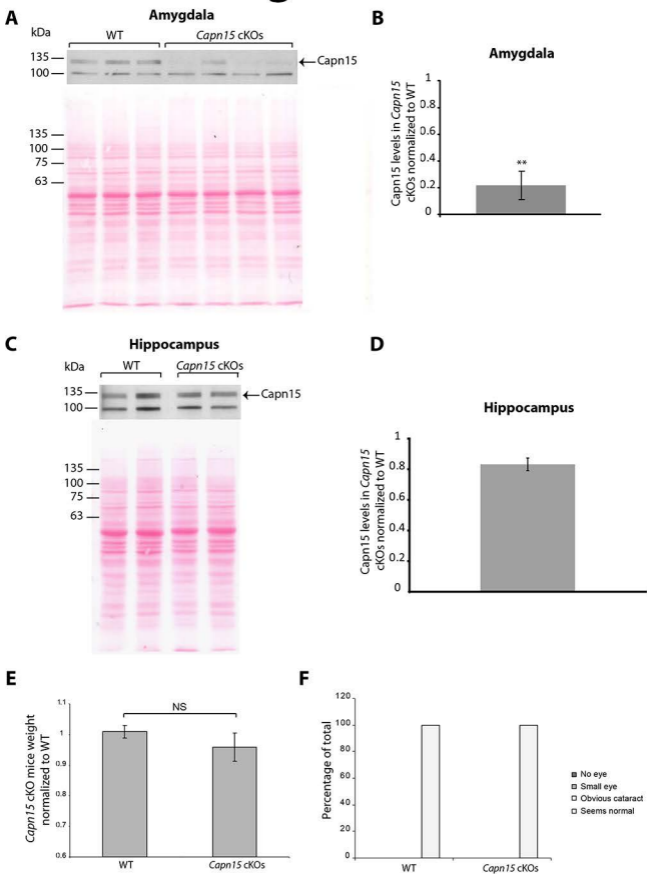 A
Amygdala
kDa
WT
Capn15 cKOs
135
100
Capn15
135
100
75
63
B
Amygdala
Capn15 levels in Capn15
cKOs normalized to WT
1
0.8
0.6
0.4
0.2
0
**
C
Hippocampus
kDa
WT
Capn15 cKOs
135
100
Capn15
135
100
75
63
D
Hippocampus
Capn15 levels in Capn15
cKOs normalized to WT
1
0.8
0.6
0.4
0.2
0
E
Capn15 cKO mice weight
normalized to WT
1.1
1
0.9
0.8
0.7
0.6
NS
WT
Capn15 cKOs
F
Percentage of total
120
100
80
60
40
20
0
WT
Capn15 cKOs
No eye
Small eye
Obvious cataract
Seems normal